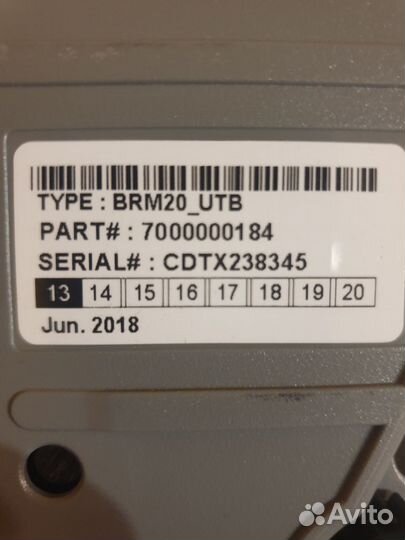 TYPE : BRM20_UTB
PART# : 7000000184
SERIAL# : CDTX238345
13 14 15 16 17 18 19 20
Jun. 2018
Avito